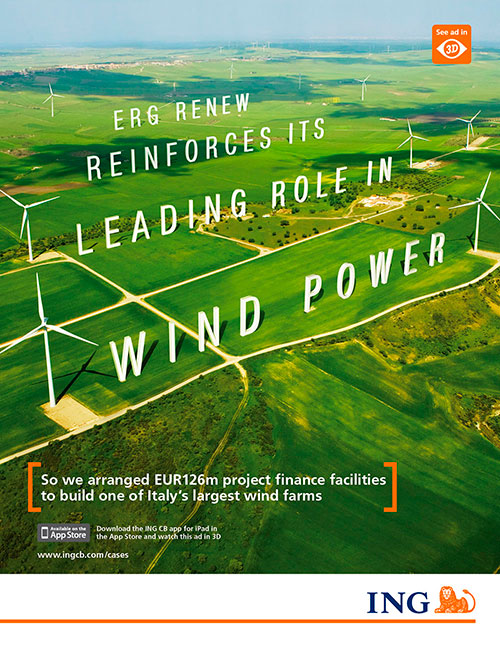 See ad in
3D
ERG RENEW
REINFORCES ITS
LEADING ROLE IN
WIND POWER
So we arranged EUR126m project finance facilities
to build one of Italy's largest wind farms
Available on the
App Store
Download the ING CB app for iPad in
the App Store and watch this ad in 3D
www.ingcb.com/cases
ING